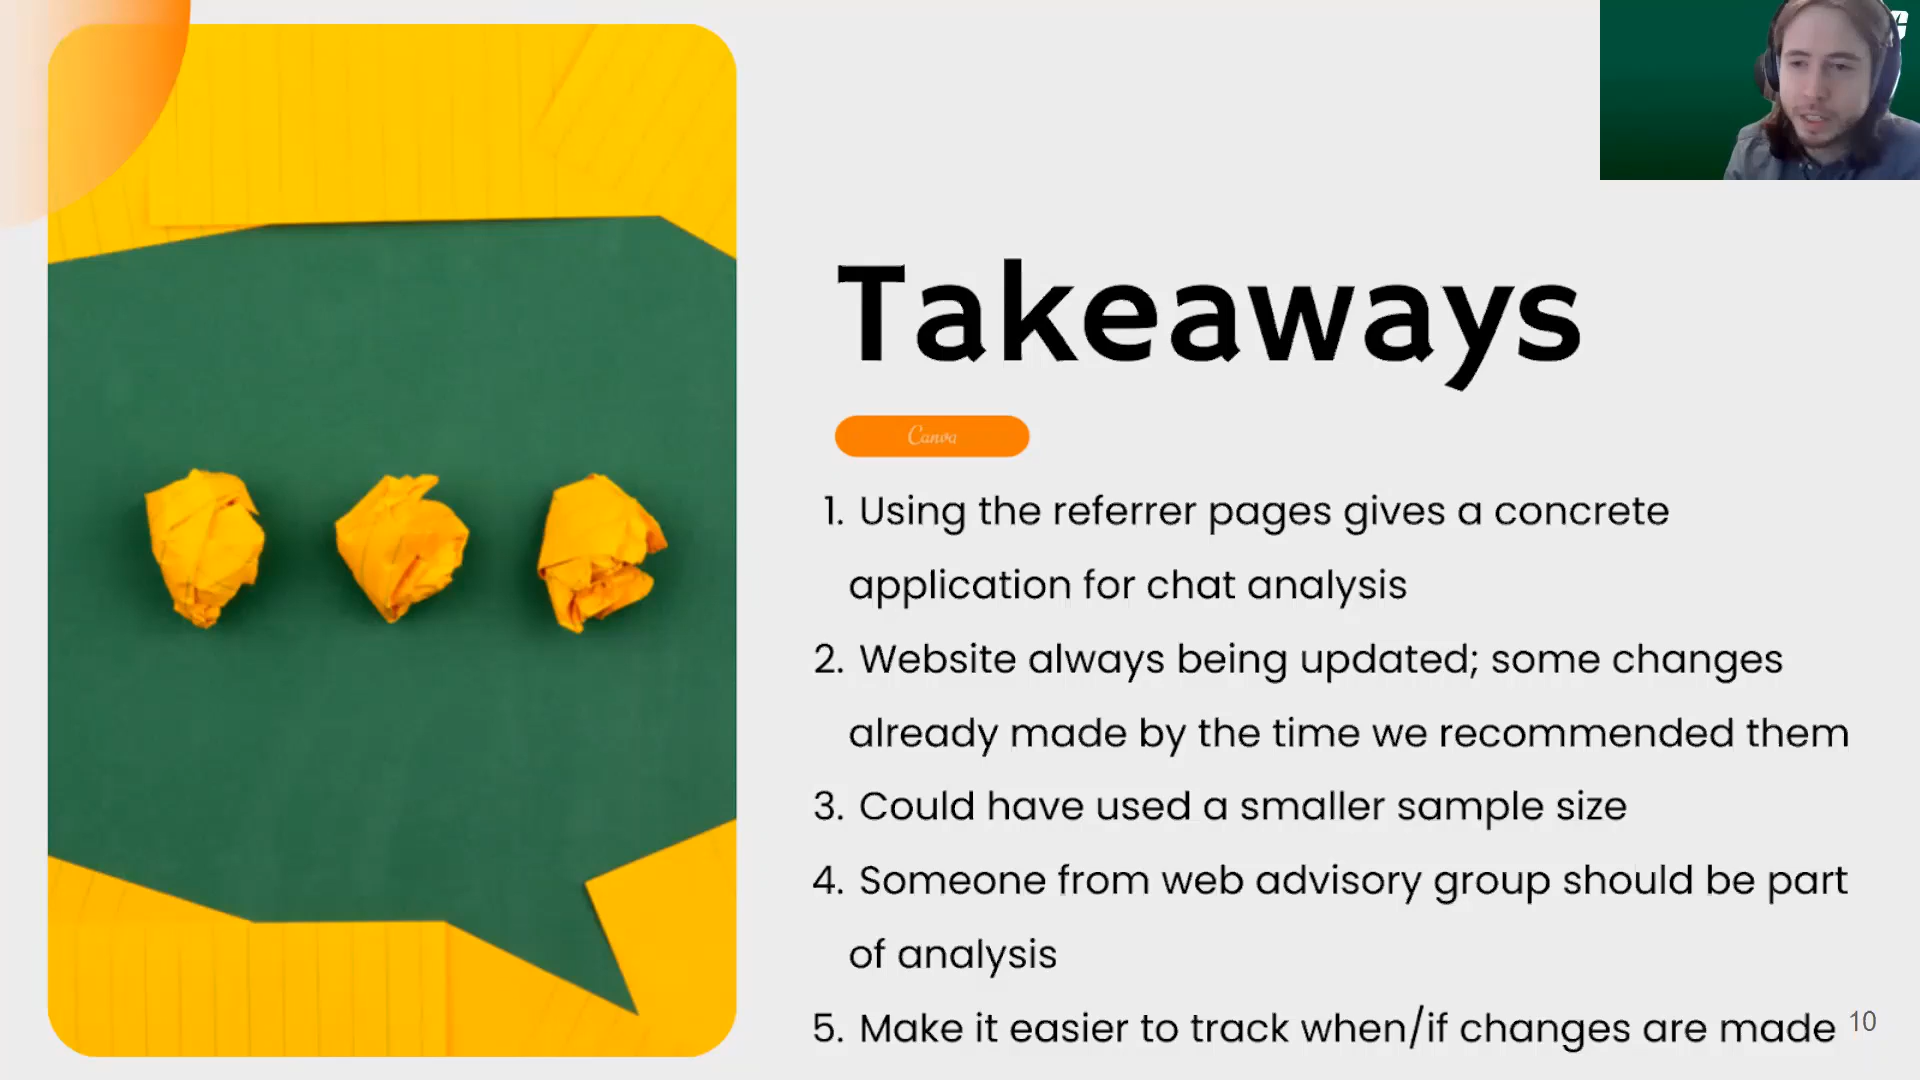 Takeaways
Canva
1. Using the referrer pages gives a concrete
application for chat analysis
2. Website always being updated; some changes
already made by the time we recommended them
3. Could have used a smaller sample size
4. Someone from web advisory group should be part
of analysis
5. Make it easier to track when/if changes are made
10